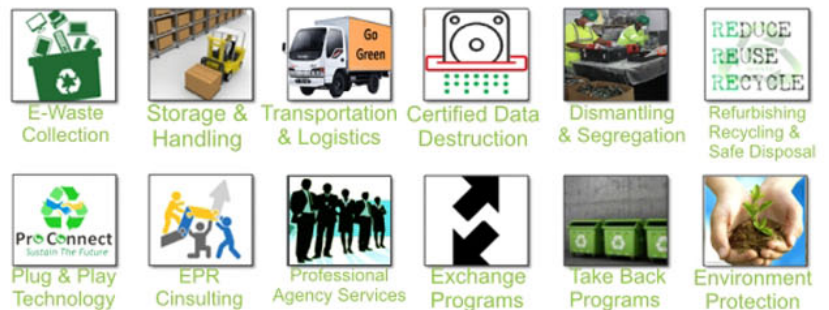 Go
Green
REDUCE
REUSE
RECYCLE
E-Waste
Collection
Storage &
Handling
Transportation
& Logistics
Certified Data
Destruction
Dismantling
& Segregation
Refurbishing
Recycling &
Safe Disposal
Pro Connect
Sustain The Future
Plug & Play
Technology
EPR
Cinsulting
Professional
Agency Services
Exchange
Programs
Take Back
Programs
Environment
Protection